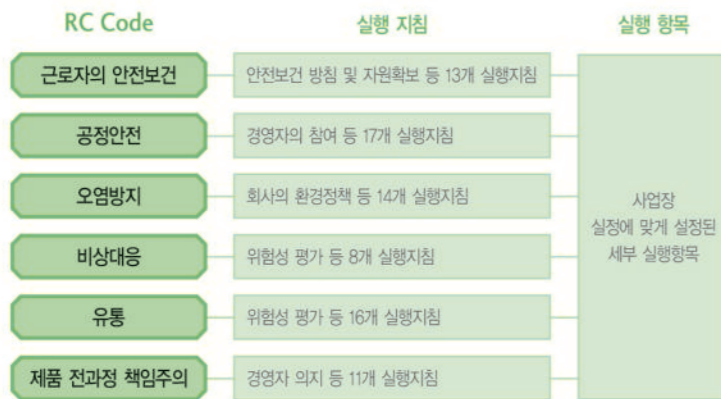 RC Code 실행 지침 실행 항목
근로자의 안전보건 안전보건 방침 및 자원확보 등 13개 실행지침
공정안전 경영자의 참여 등 17개 실행지침
오염방지 회사의 환경정책 등 14개 실행지침
비상대응 위험성 평가 등 8개 실행지침
유통 위험성 평가 등 16개 실행지침
제품 전과정 책임주의 경영자 의지 등 11개 실행지침
사업장
실정에 맞게 설정된
세부 실행항목